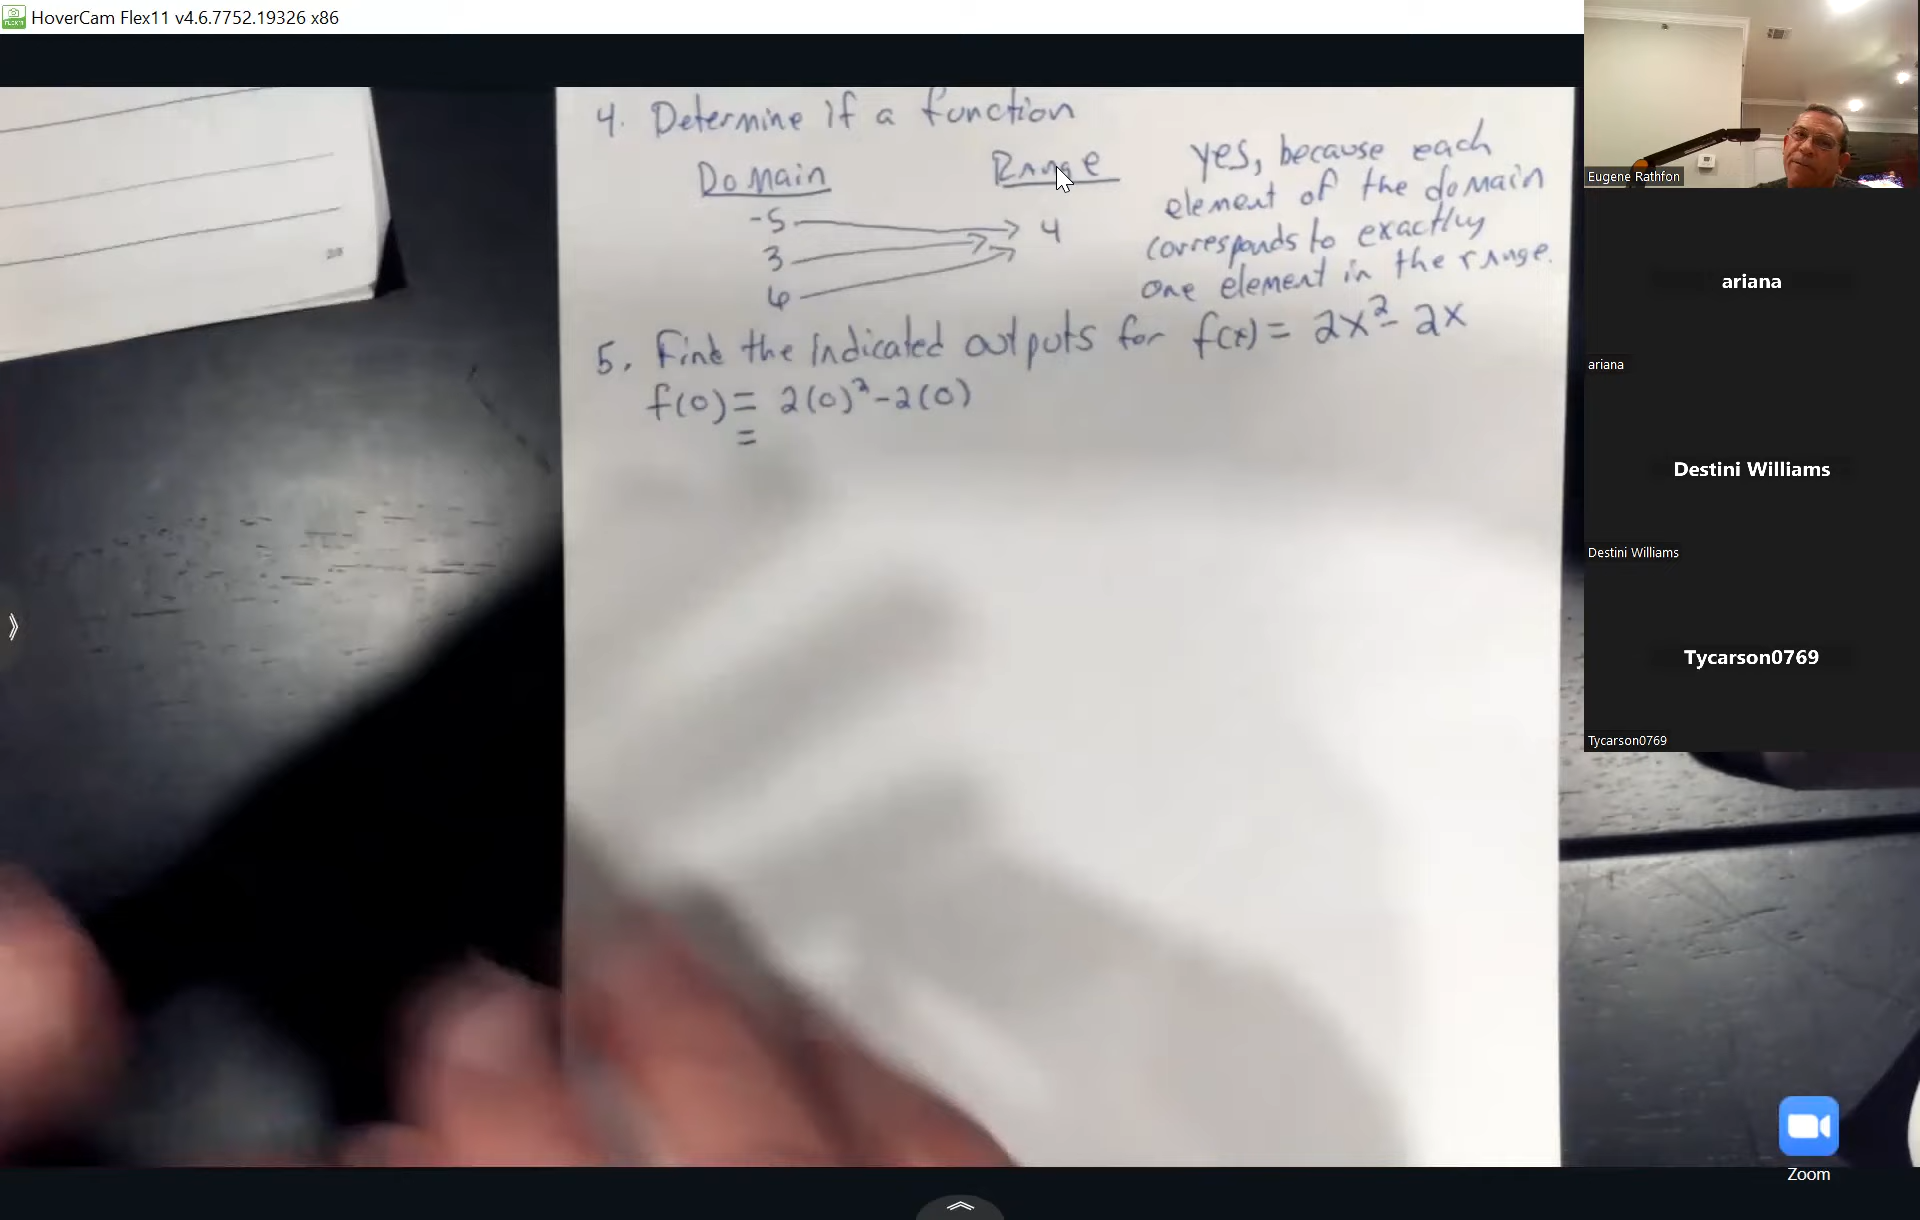 HoverCam Flex11 v4.6.7752.19326 x86
4. Determine if a function
Domain Range
-5 4
3
6
yes, because each
element of the domain
corresponds to exactly
one element in the range.
5. Find the indicated outputs for f(x) = 2x² - 2x
f(0) = 2(0)² - 2(0)
=
Eugene Rathfon
ariana
ariana
Destini Williams
Destini Williams
Tycarson0769
Tycarson0769
Zoom